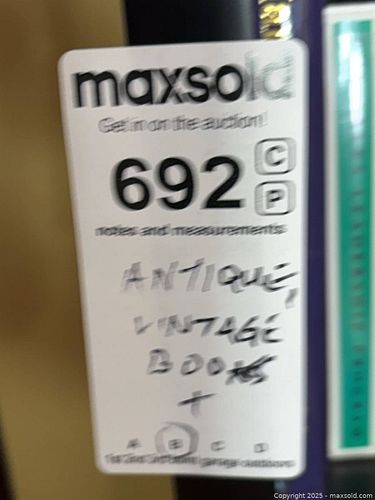 maxsold
Get in on the auction!
692
C
P
notes and measurements
ANTIQUE,
VINTAGE
BOOKS
+
A B C D
Copyright 2025 - maxsold.com